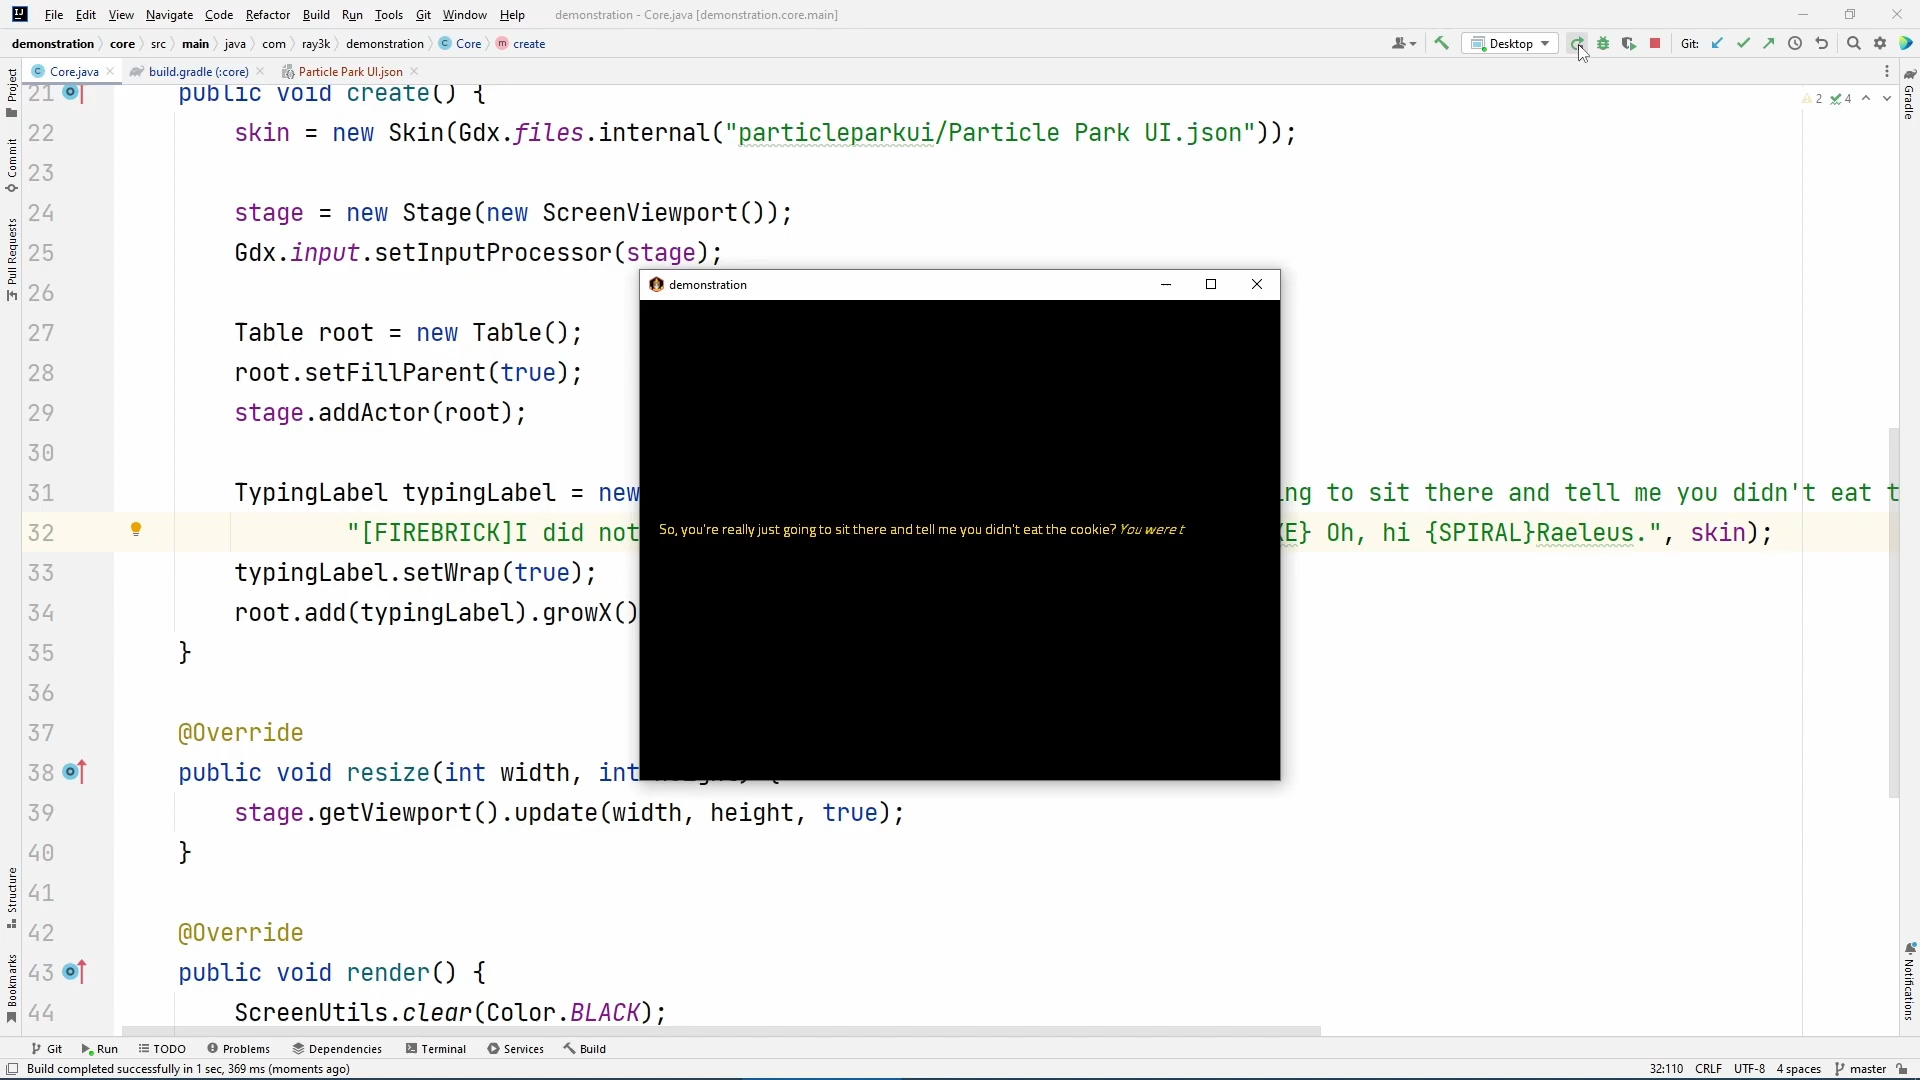 File Edit View Navigate Code Refactor Build Run Tools Git Window Help demonstration - Core.java [demonstration.core.main]
demonstration core src main java com ray3k demonstration Core create Desktop Git:
Core.java build.gradle (:core) Particle Park UI.json
21 public void create() {
2 4
22 skin = new Skin(Gdx.files.internal("particleparkui/Particle Park UI.json"));
23
24 stage = new Stage(new ScreenViewport());
25 Gdx.input.setInputProcessor(stage);
26
demonstration
27 Table root = new Table();
28 root.setFillParent(true);
29 stage.addActor(root);
30
31 TypingLabel typingLabel = new ng to sit there and tell me you didn't eat t
32 "[FIREBRICK]I did not E} Oh, hi {SPIRAL}Raeleus.", skin);
So, you're really just going to sit there and tell me you didn't eat the cookie? You were t
33 typingLabel.setWrap(true);
34 root.add(typingLabel).growX()
35 }
36
37 @Override
38 public void resize(int width, int
39 stage.getViewport().update(width, height, true);
40 }
41
42 @Override
43 public void render() {
44 ScreenUtils.clear(Color.BLACK);
Project
Commit
Pull Requests
Structure
Bookmarks
Gradle
Notifications
Git Run TODO Problems Dependencies Terminal Services Build
Build completed successfully in 1 sec, 369 ms (moments ago) 32:110 CRLF UTF-8 4 spaces master